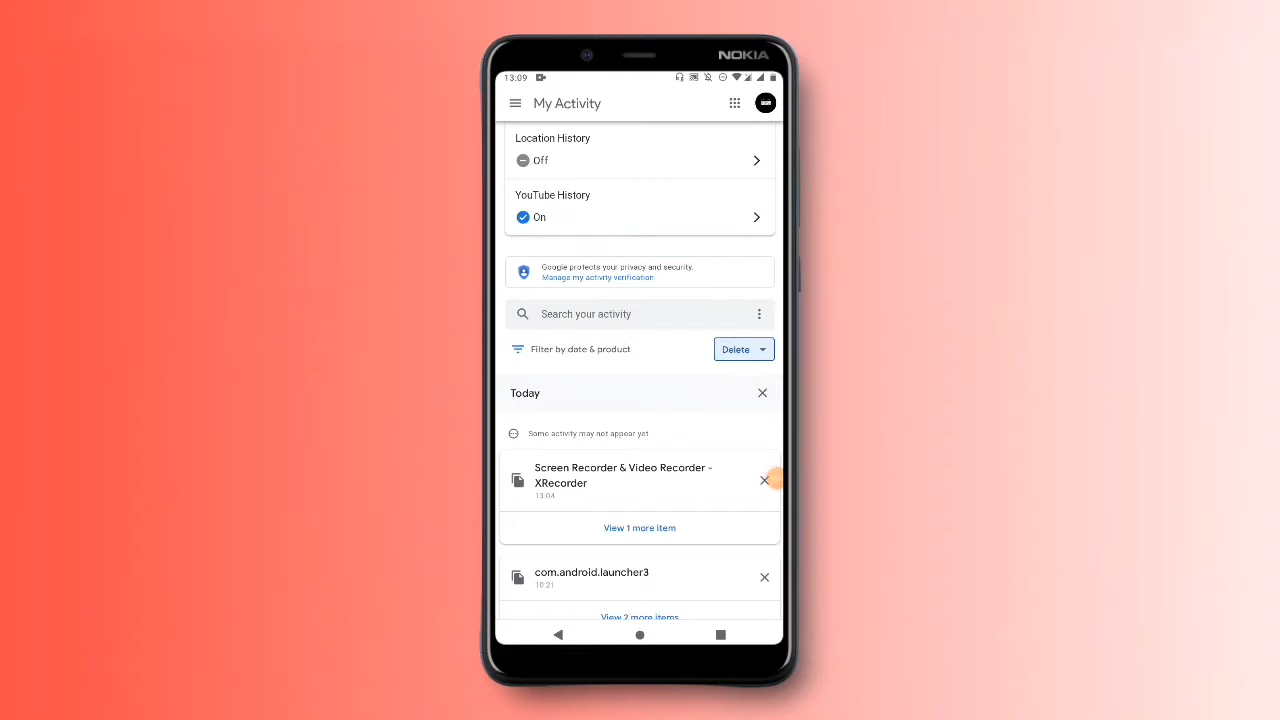 NOKIA
13:09
My Activity
Location History
Off
YouTube History
On
Google protects your privacy and security.
Manage my activity verification
Search your activity
Filter by date & product
Delete
Today
Some activity may not appear yet
Screen Recorder & Video Recorder -
XRecorder
13:04
View 1 more item
com.android.launcher3
10:21
View 2 more items